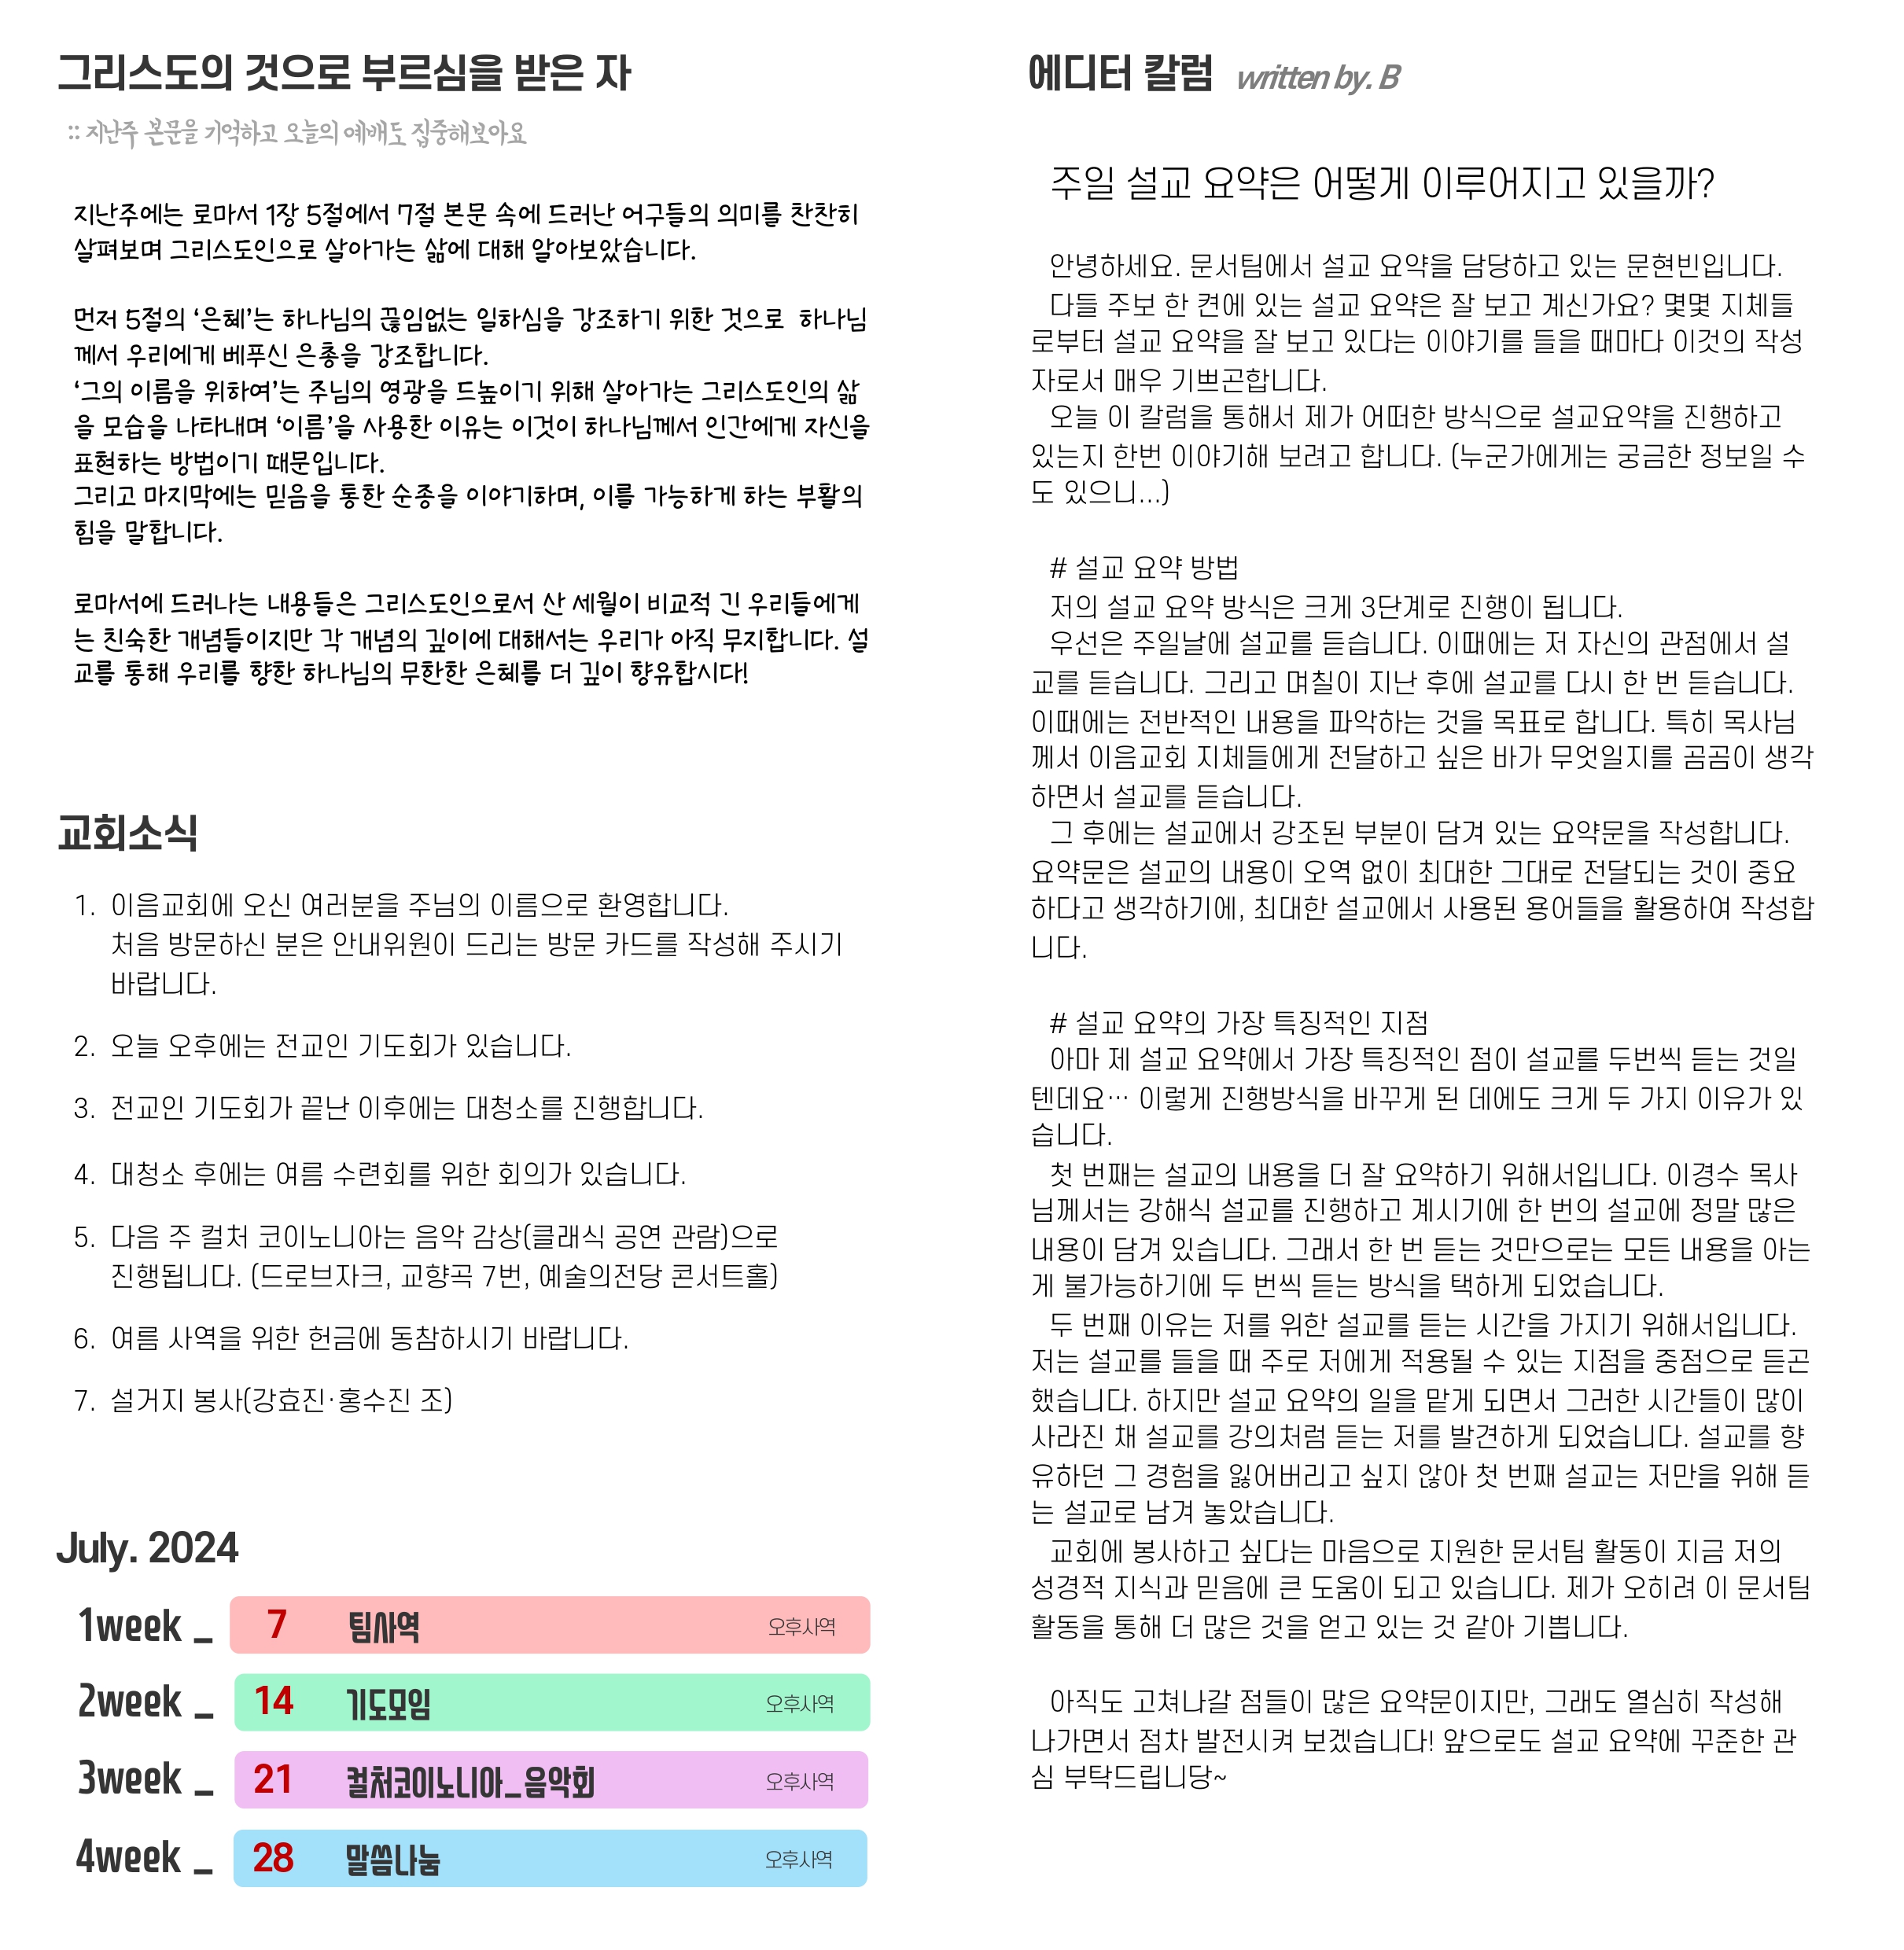 그리스도의 것으로 부르심을 받은 자
:: 지난주 본문을 기억하고 오늘의 예배도 집중해보아요
지난주에는 로마서 1장 5절에서 7절 본문 속에 드러난 어구들의 의미를 찬찬히
살펴보며 그리스도인으로 살아가는 삶에 대해 알아보았습니다.
먼저 5절의 ‘은혜’는 하나님의 끊임없는 일하심을 강조하기 위한 것으로  하나님
께서 우리에게 베푸신 은총을 강조합니다.
‘그의 이름을 위하여’는 주님의 영광을 드높이기 위해 살아가는 그리스도인의 삶
을 모습을 나타내며 ‘이름’을 사용한 이유는 이것이 하나님께서 인간에게 자신을
표현하는 방법이기 때문입니다.
그리고 마지막에는 믿음을 통한 순종을 이야기하며, 이를 가능하게 하는 부활의
힘을 말합니다.
로마서에 드러나는 내용들은 그리스도인으로서 산 세월이 비교적 긴 우리들에게
는 친숙한 개념들이지만 각 개념의 깊이에 대해서는 우리가 아직 무지합니다. 설
교를 통해 우리를 향한 하나님의 무한한 은혜를 더 깊이 향유합시다!
교회소식
1. 이음교회에 오신 여러분을 주님의 이름으로 환영합니다.
처음 방문하신 분은 안내위원이 드리는 방문 카드를 작성해 주시기
바랍니다.
2. 오늘 오후에는 전교인 기도회가 있습니다.
3. 전교인 기도회가 끝난 이후에는 대청소를 진행합니다.
4. 대청소 후에는 여름 수련회를 위한 회의가 있습니다.
5. 다음 주 컬처 코이노니아는 음악 감상(클래식 공연 관람)으로
진행됩니다. (드로브자크, 교향곡 7번, 예술의전당 콘서트홀)
6. 여름 사역을 위한 헌금에 동참하시기 바랍니다.
7. 설거지 봉사(강효진·홍수진 조)
July. 2024
1week _ 7 팀사역 오후사역
2week _ 14 기도모임 오후사역
3week _ 21 컬처코이노니아_음악회 오후사역
4week _ 28 말씀나눔 오후사역
에디터 칼럼 written by. B
주일 설교 요약은 어떻게 이루어지고 있을까?
안녕하세요. 문서팀에서 설교 요약을 담당하고 있는 문현빈입니다.
다들 주보 한 켠에 있는 설교 요약은 잘 보고 계신가요? 몇몇 지체들
로부터 설교 요약을 잘 보고 있다는 이야기를 들을 때마다 이것의 작성
자로서 매우 기쁘곤합니다.
오늘 이 칼럼을 통해서 제가 어떠한 방식으로 설교요약을 진행하고
있는지 한번 이야기해 보려고 합니다. (누군가에게는 궁금한 정보일 수
도 있으니...)
# 설교 요약 방법
저의 설교 요약 방식은 크게 3단계로 진행이 됩니다.
우선은 주일날에 설교를 듣습니다. 이때에는 저 자신의 관점에서 설
교를 듣습니다. 그리고 며칠이 지난 후에 설교를 다시 한 번 듣습니다.
이때에는 전반적인 내용을 파악하는 것을 목표로 합니다. 특히 목사님
께서 이음교회 지체들에게 전달하고 싶은 바가 무엇일지를 곰곰이 생각
하면서 설교를 듣습니다.
그 후에는 설교에서 강조된 부분이 담겨 있는 요약문을 작성합니다.
요약문은 설교의 내용이 오역 없이 최대한 그대로 전달되는 것이 중요
하다고 생각하기에, 최대한 설교에서 사용된 용어들을 활용하여 작성합
니다.
# 설교 요약의 가장 특징적인 지점
아마 제 설교 요약에서 가장 특징적인 점이 설교를 두번씩 듣는 것일
텐데요… 이렇게 진행방식을 바꾸게 된 데에도 크게 두 가지 이유가 있
습니다.
첫 번째는 설교의 내용을 더 잘 요약하기 위해서입니다. 이경수 목사
님께서는 강해식 설교를 진행하고 계시기에 한 번의 설교에 정말 많은
내용이 담겨 있습니다. 그래서 한 번 듣는 것만으로는 모든 내용을 아는
게 불가능하기에 두 번씩 듣는 방식을 택하게 되었습니다.
두 번째 이유는 저를 위한 설교를 듣는 시간을 가지기 위해서입니다.
저는 설교를 들을 때 주로 저에게 적용될 수 있는 지점을 중점으로 듣곤
했습니다. 하지만 설교 요약의 일을 맡게 되면서 그러한 시간들이 많이
사라진 채 설교를 강의처럼 듣는 저를 발견하게 되었습니다. 설교를 향
유하던 그 경험을 잃어버리고 싶지 않아 첫 번째 설교는 저만을 위해 듣
는 설교로 남겨 놓았습니다.
교회에 봉사하고 싶다는 마음으로 지원한 문서팀 활동이 지금 저의
성경적 지식과 믿음에 큰 도움이 되고 있습니다. 제가 오히려 이 문서팀
활동을 통해 더 많은 것을 얻고 있는 것 같아 기쁩니다.
아직도 고쳐나갈 점들이 많은 요약문이지만, 그래도 열심히 작성해
나가면서 점차 발전시켜 보겠습니다! 앞으로도 설교 요약에 꾸준한 관
심 부탁드립니당~